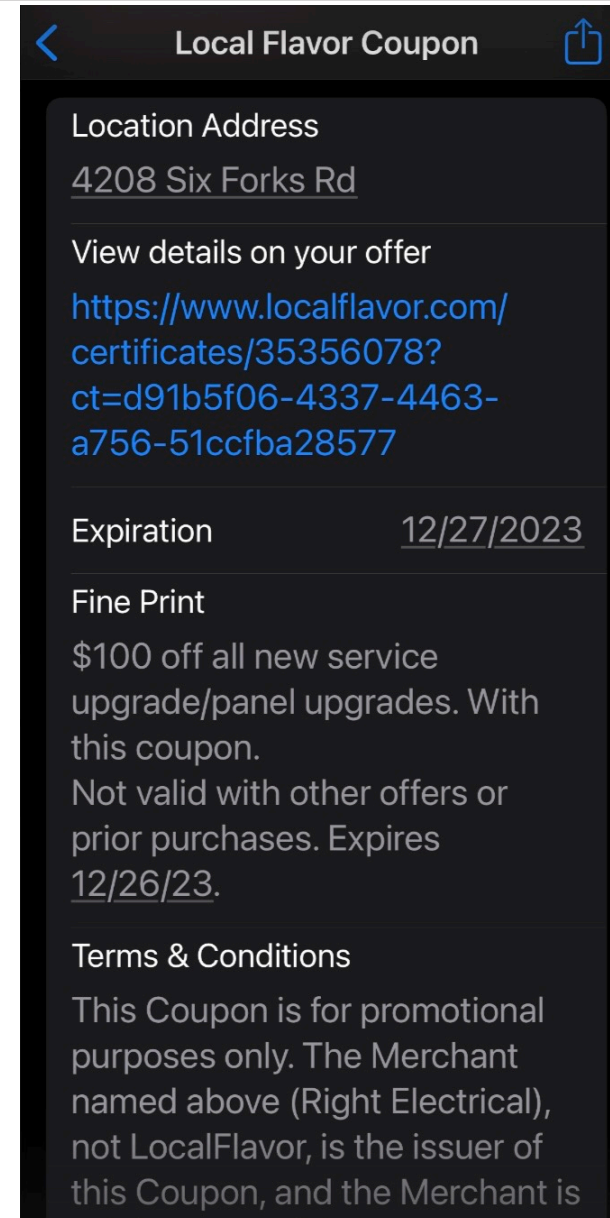 Local Flavor Coupon
Location Address
4208 Six Forks Rd
View details on your offer
https://www.localflavor.com/
certificates/35356078?
ct=d91b5f06-4337-4463-
a756-51ccfba28577
Expiration 12/27/2023
Fine Print
$100 off all new service
upgrade/panel upgrades. With
this coupon.
Not valid with other offers or
prior purchases. Expires
12/26/23.
Terms & Conditions
This Coupon is for promotional
purposes only. The Merchant
named above (Right Electrical),
not LocalFlavor, is the issuer of
this Coupon, and the Merchant is